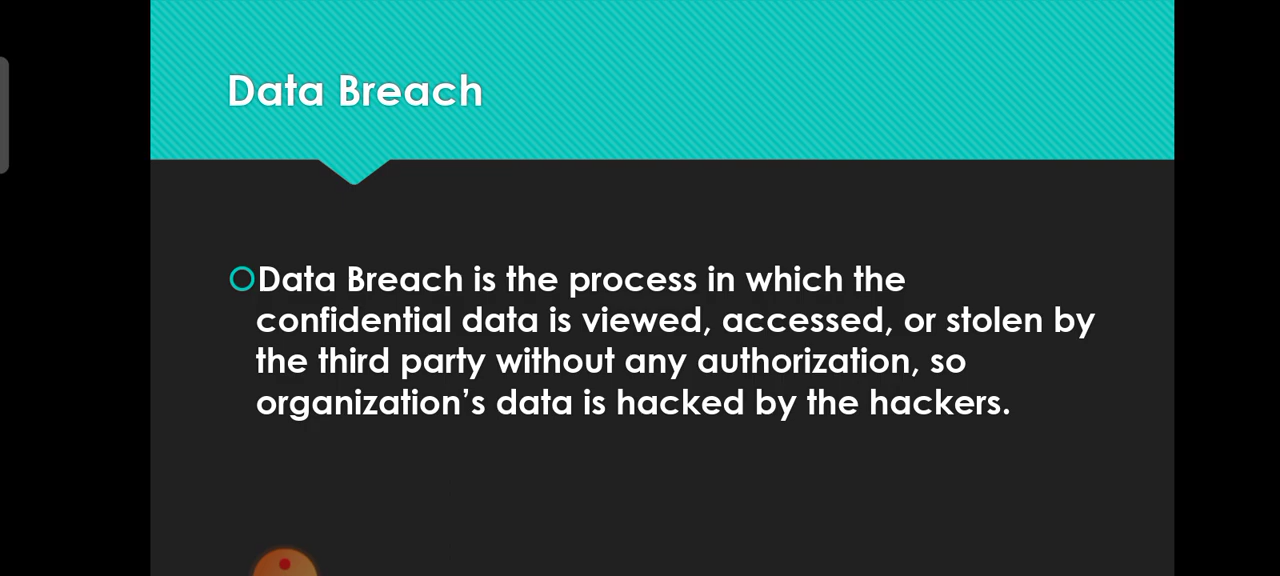 Data Breach
Data Breach is the process in which the
confidential data is viewed, accessed, or stolen by
the third party without any authorization, so
organization’s data is hacked by the hackers.